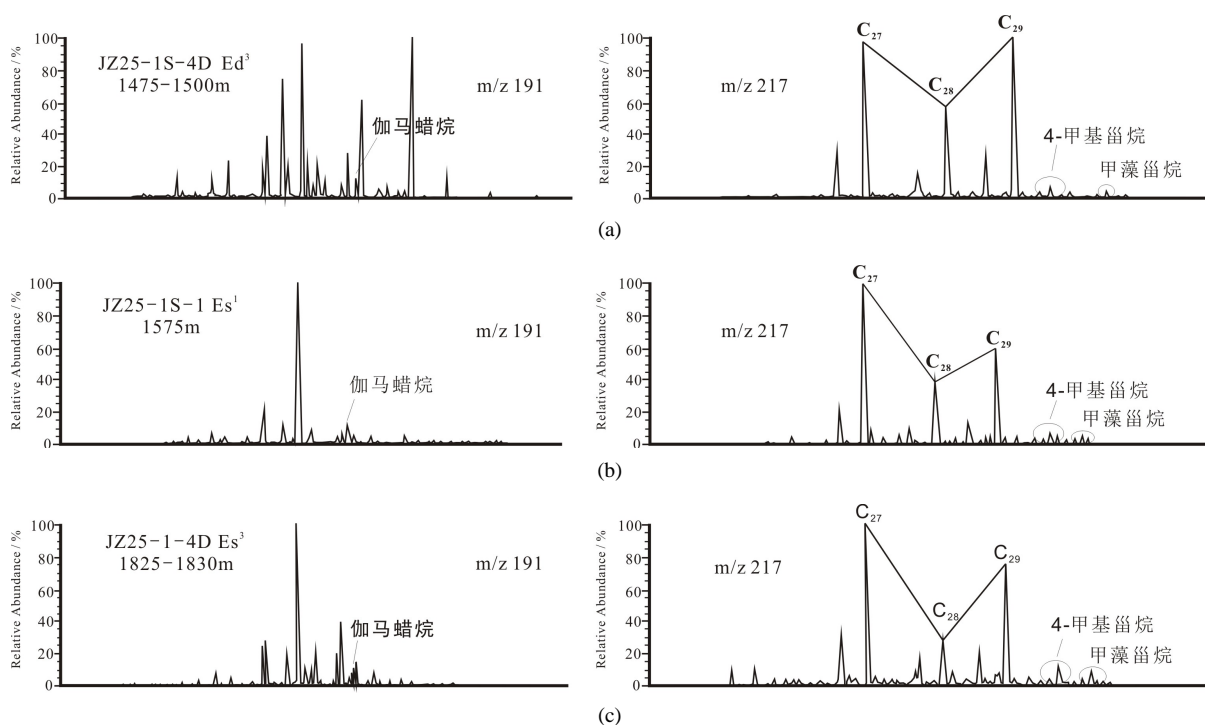 Relative Abundance / %
100
80
60
40
20
0
JZ25-1S-4D Ed³
1475-1500m
m/z 191
伽马蜡烷
Relative Abundance / %
100
80
60
40
20
0
m/z 217
C₂₇
C₂₈
C₂₉
4-甲基甾烷
甲藻甾烷
(a)
Relative Abundance / %
100
80
60
40
20
0
JZ25-1S-1 Es¹
1575m
m/z 191
伽马蜡烷
Relative Abundance / %
100
80
60
40
20
0
m/z 217
C₂₇
C₂₈
C₂₉
4-甲基甾烷
甲藻甾烷
(b)
Relative Abundance / %
100
80
60
40
20
0
JZ25-1-4D Es³
1825-1830m
m/z 191
伽马蜡烷
Relative Abundance / %
100
80
60
40
20
0
m/z 217
C₂₇
C₂₈
C₂₉
4-甲基甾烷
甲藻甾烷
(c)